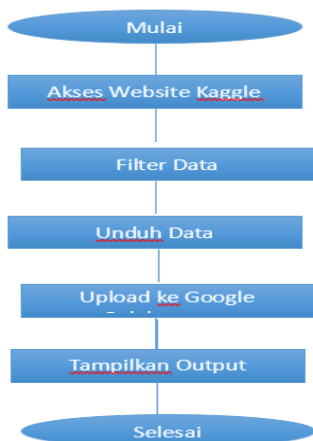 Mulai
Akses Website Kaggle
Filter Data
Unduh Data
Upload ke Google
Tampilkan Output
Selesai